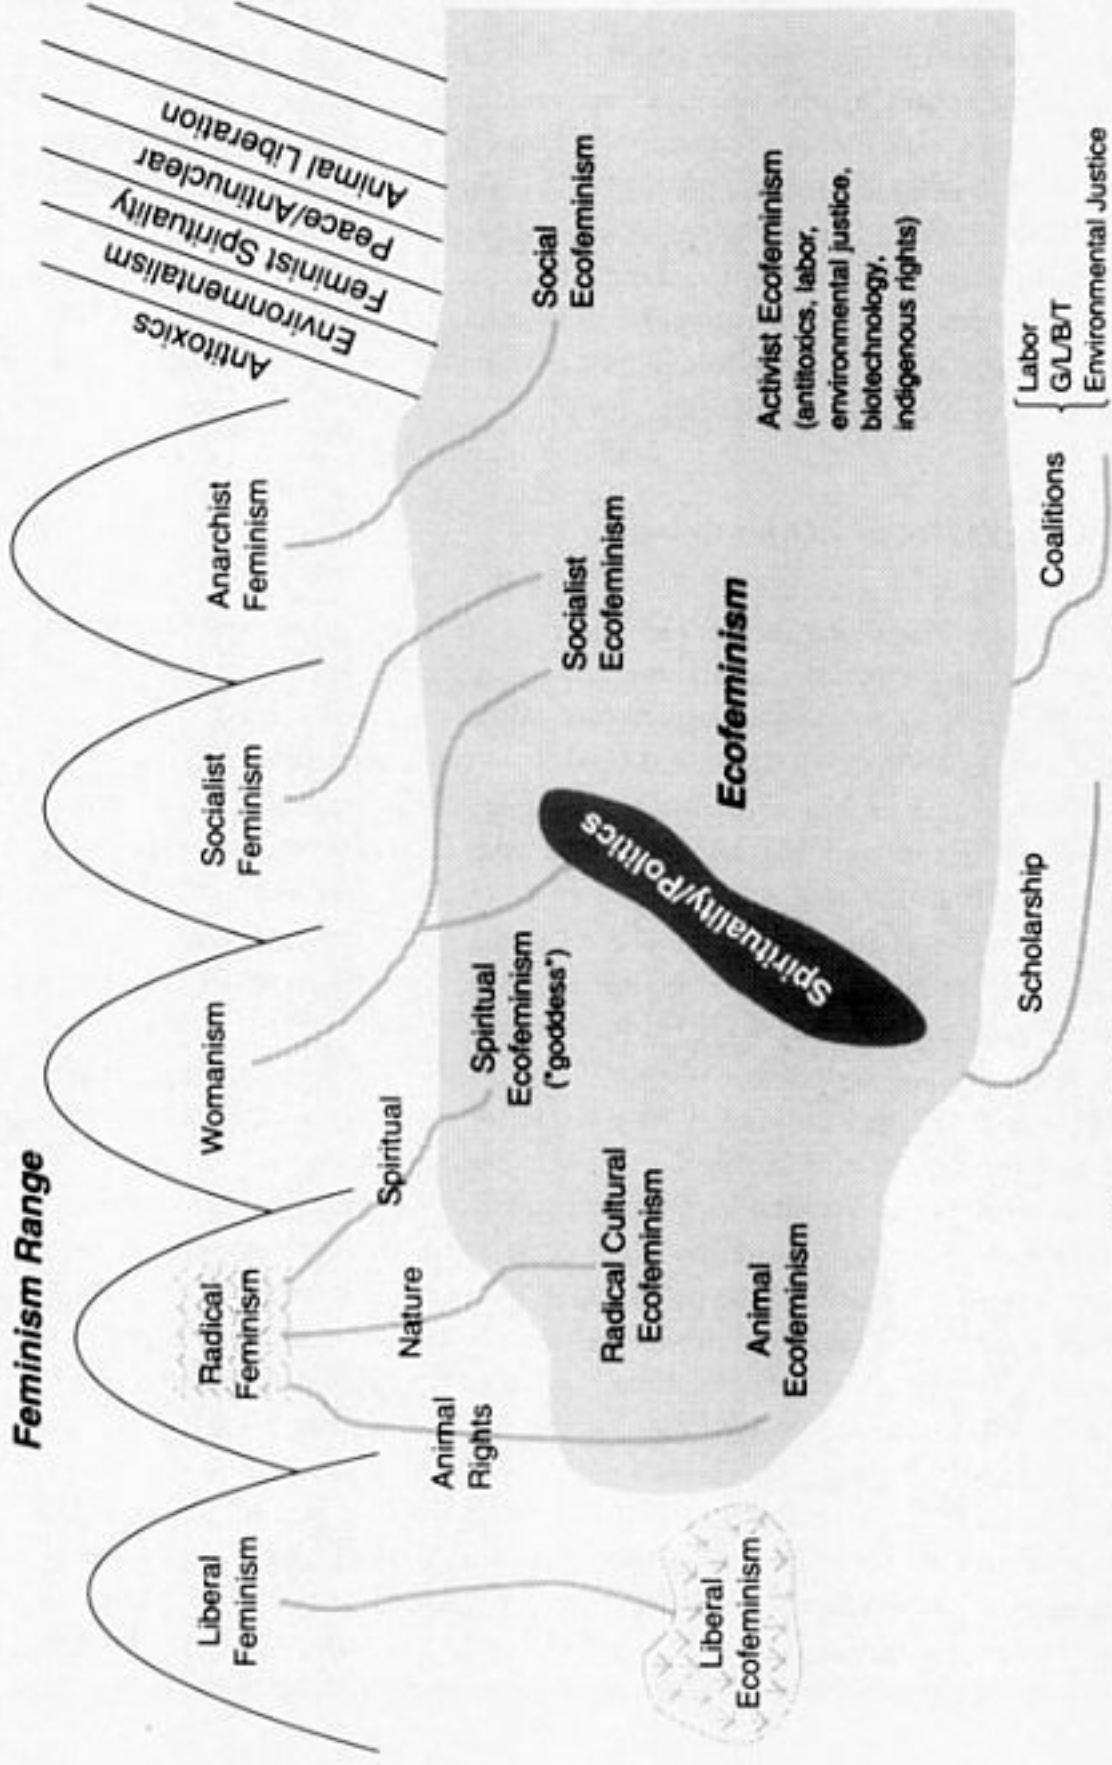 Feminism Range
Liberal
Feminism
Radical
Feminism
Womanism
Socialist
Feminism
Anarchist
Feminism
Antitoxics
Environmentalism
Feminist Spirituality
Peace/Antinuclear
Animal Liberation
Animal
Rights
Nature
Spiritual
Liberal
Ecofeminism
Animal
Ecofeminism
Radical Cultural
Ecofeminism
Spiritual
Ecofeminism
("goddess")
Spirituality/Politics
Socialist
Ecofeminism
Social
Ecofeminism
Ecofeminism
Activist Ecofeminism
(antitoxics, labor,
environmental justice,
biotechnology,
indigenous rights)
Scholarship
Coalitions
Labor
G/L/B/T
Environmental Justice